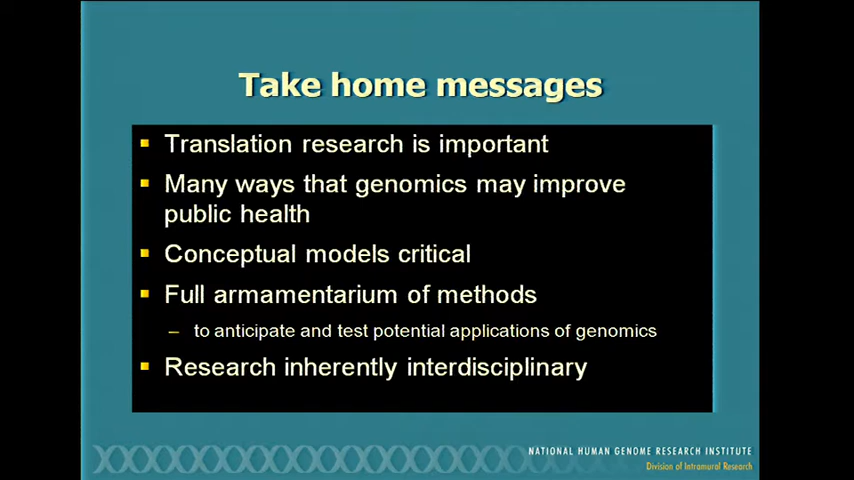 Take home messages
Translation research is important
Many ways that genomics may improve
public health
Conceptual models critical
Full armamentarium of methods
– to anticipate and test potential applications of genomics
Research inherently interdisciplinary
NATIONAL HUMAN GENOME RESEARCH INSTITUTE
Division of Intramural Research